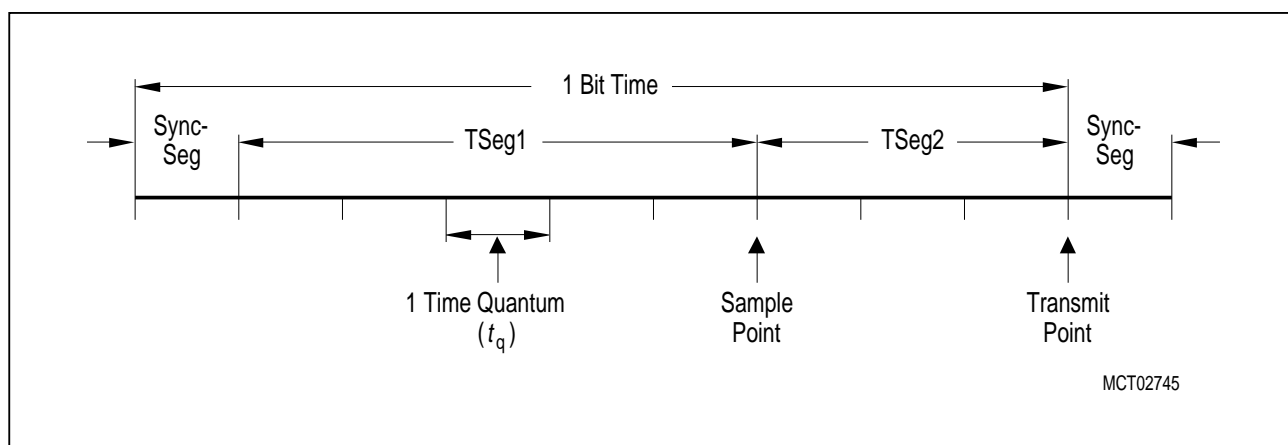 1 Bit Time
Sync-
Seg
TSeg1
TSeg2
Sync-
Seg
1 Time Quantum
(tq)
Sample
Point
Transmit
Point
MCT02745